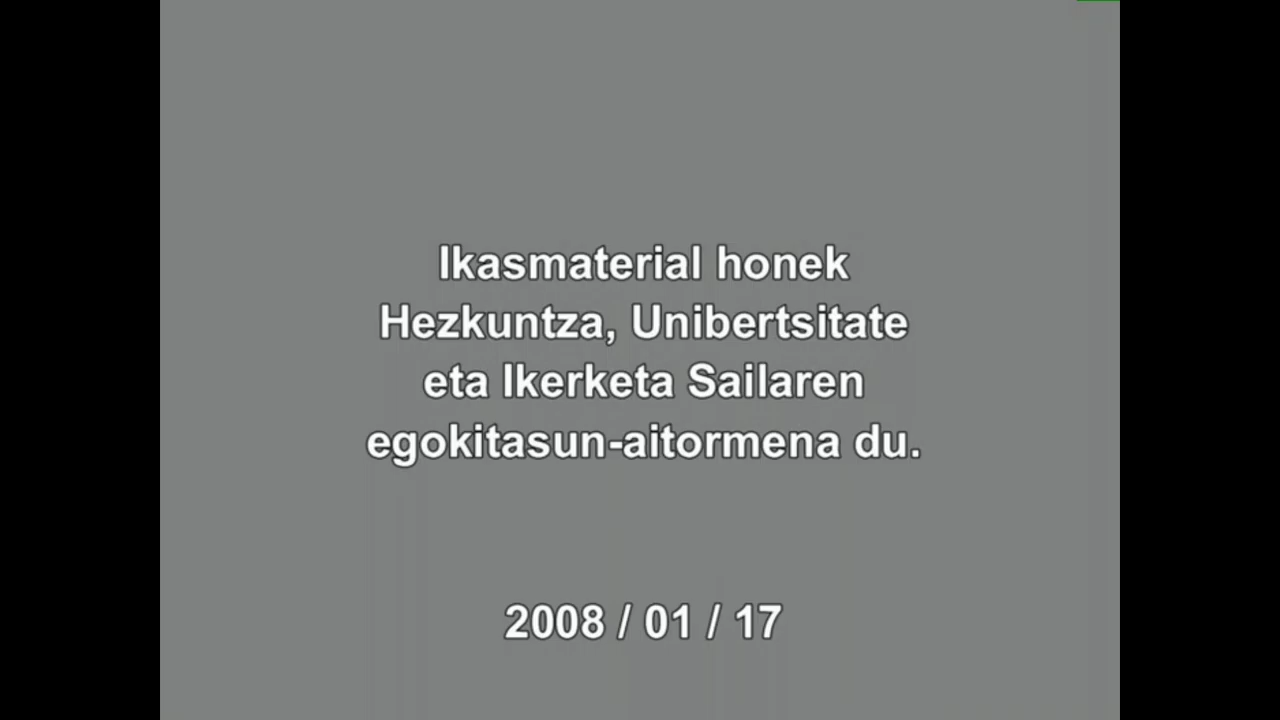 Ikasmaterial honek
Hezkuntza, Unibertsitate
eta Ikerketa Sailaren
egokitasun-aitormena du.
2008 / 01 / 17